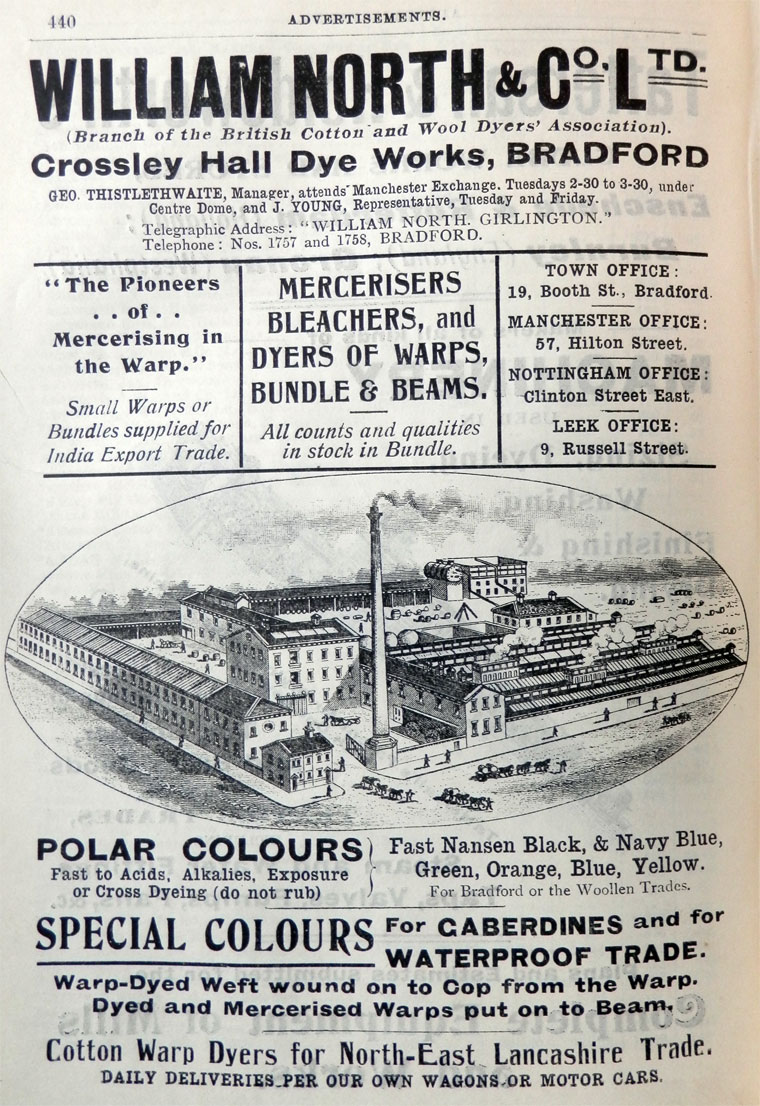 440
ADVERTISEMENTS.
WILLIAM NORTH & CO. LTD.
(Branch of the British Cotton and Wool Dyers' Association).
Crossley Hall Dye Works, BRADFORD
GEO. THISTLETHWAITE, Manager, attends Manchester Exchange. Tuesdays 2-30 to 3-30, under
Centre Dome, and J. YOUNG, Representative, Tuesday and Friday.
Telegraphic Address: "WILLIAM NORTH. GIRLINGTON."
Telephone: Nos. 1757 and 1758, BRADFORD.
"The Pioneers
. . of . .
Mercerising in
the Warp."
Small Warps or
Bundles supplied for
India Export Trade.
MERCERISERS
BLEACHERS, and
DYERS OF WARPS,
BUNDLE & BEAMS.
All counts and qualities
in stock in Bundle.
TOWN OFFICE:
19, Booth St., Bradford.
MANCHESTER OFFICE:
57, Hilton Street.
NOTTINGHAM OFFICE:
Clinton Street East.
LEEK OFFICE:
9, Russell Street.
POLAR COLOURS
Fast to Acids, Alkalies, Exposure
or Cross Dyeing (do not rub)
Fast Nansen Black, & Navy Blue,
Green, Orange, Blue, Yellow.
For Bradford or the Woollen Trades.
SPECIAL COLOURS
For GABERDINES and for
WATERPROOF TRADE.
Warp-Dyed Weft wound on to Cop from the Warp.
Dyed and Mercerised Warps put on to Beam.
Cotton Warp Dyers for North-East Lancashire Trade.
DAILY DELIVERIES PER OUR OWN WAGONS OR MOTOR CARS.